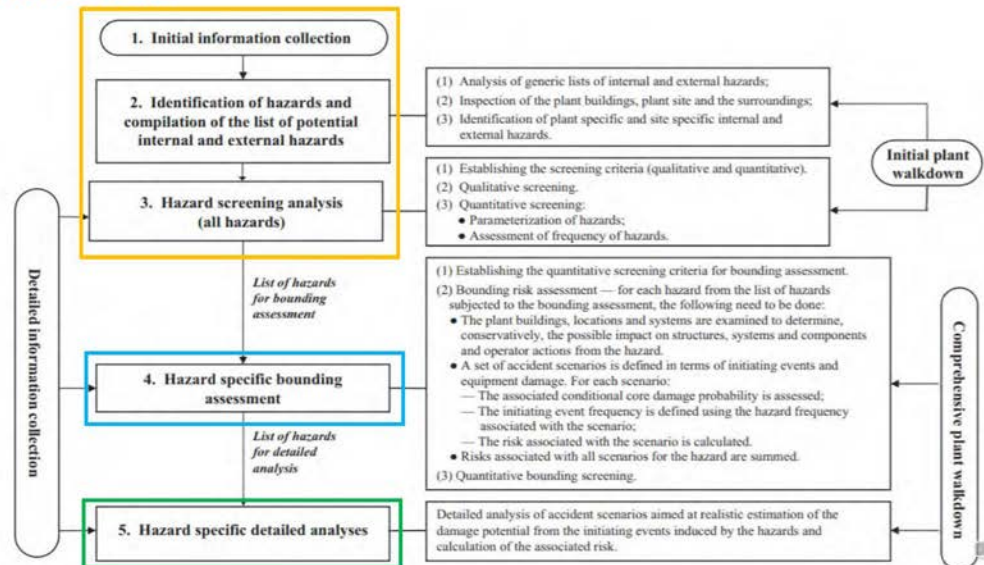 1. Initial information collection
2. Identification of hazards and
compilation of the list of potential
internal and external hazards
(1) Analysis of generic lists of internal and external hazards;
(2) Inspection of the plant buildings, plant site and the surroundings;
(3) Identification of plant specific and site specific internal and
external hazards.
Initial plant
walkdown
3. Hazard screening analysis
(all hazards)
(1) Establishing the screening criteria (qualitative and quantitative).
(2) Qualitative screening.
(3) Quantitative screening:
● Parameterization of hazards;
● Assessment of frequency of hazards.
Detailed information collection
List of hazards
for bounding
assessment
4. Hazard specific bounding
assessment
(1) Establishing the quantitative screening criteria for bounding assessment.
(2) Bounding risk assessment — for each hazard from the list of hazards
subjected to the bounding assessment, the following need to be done:
● The plant buildings, locations and systems are examined to determine,
conservatively, the possible impact on structures, systems and components
and operator actions from the hazard.
● A set of accident scenarios is defined in terms of initiating events and
equipment damage. For each scenario:
— The associated conditional core damage probability is assessed;
— The initiating event frequency is defined using the hazard frequency
associated with the scenario;
— The risk associated with the scenario is calculated.
● Risks associated with all scenarios for the hazard are summed.
(3) Quantitative bounding screening.
Comprehensive plant walkdown
List of hazards
for detailed
analysis
5. Hazard specific detailed analyses
Detailed analysis of accident scenarios aimed at realistic estimation of the
damage potential from the initiating events induced by the hazards and
calculation of the associated risk.